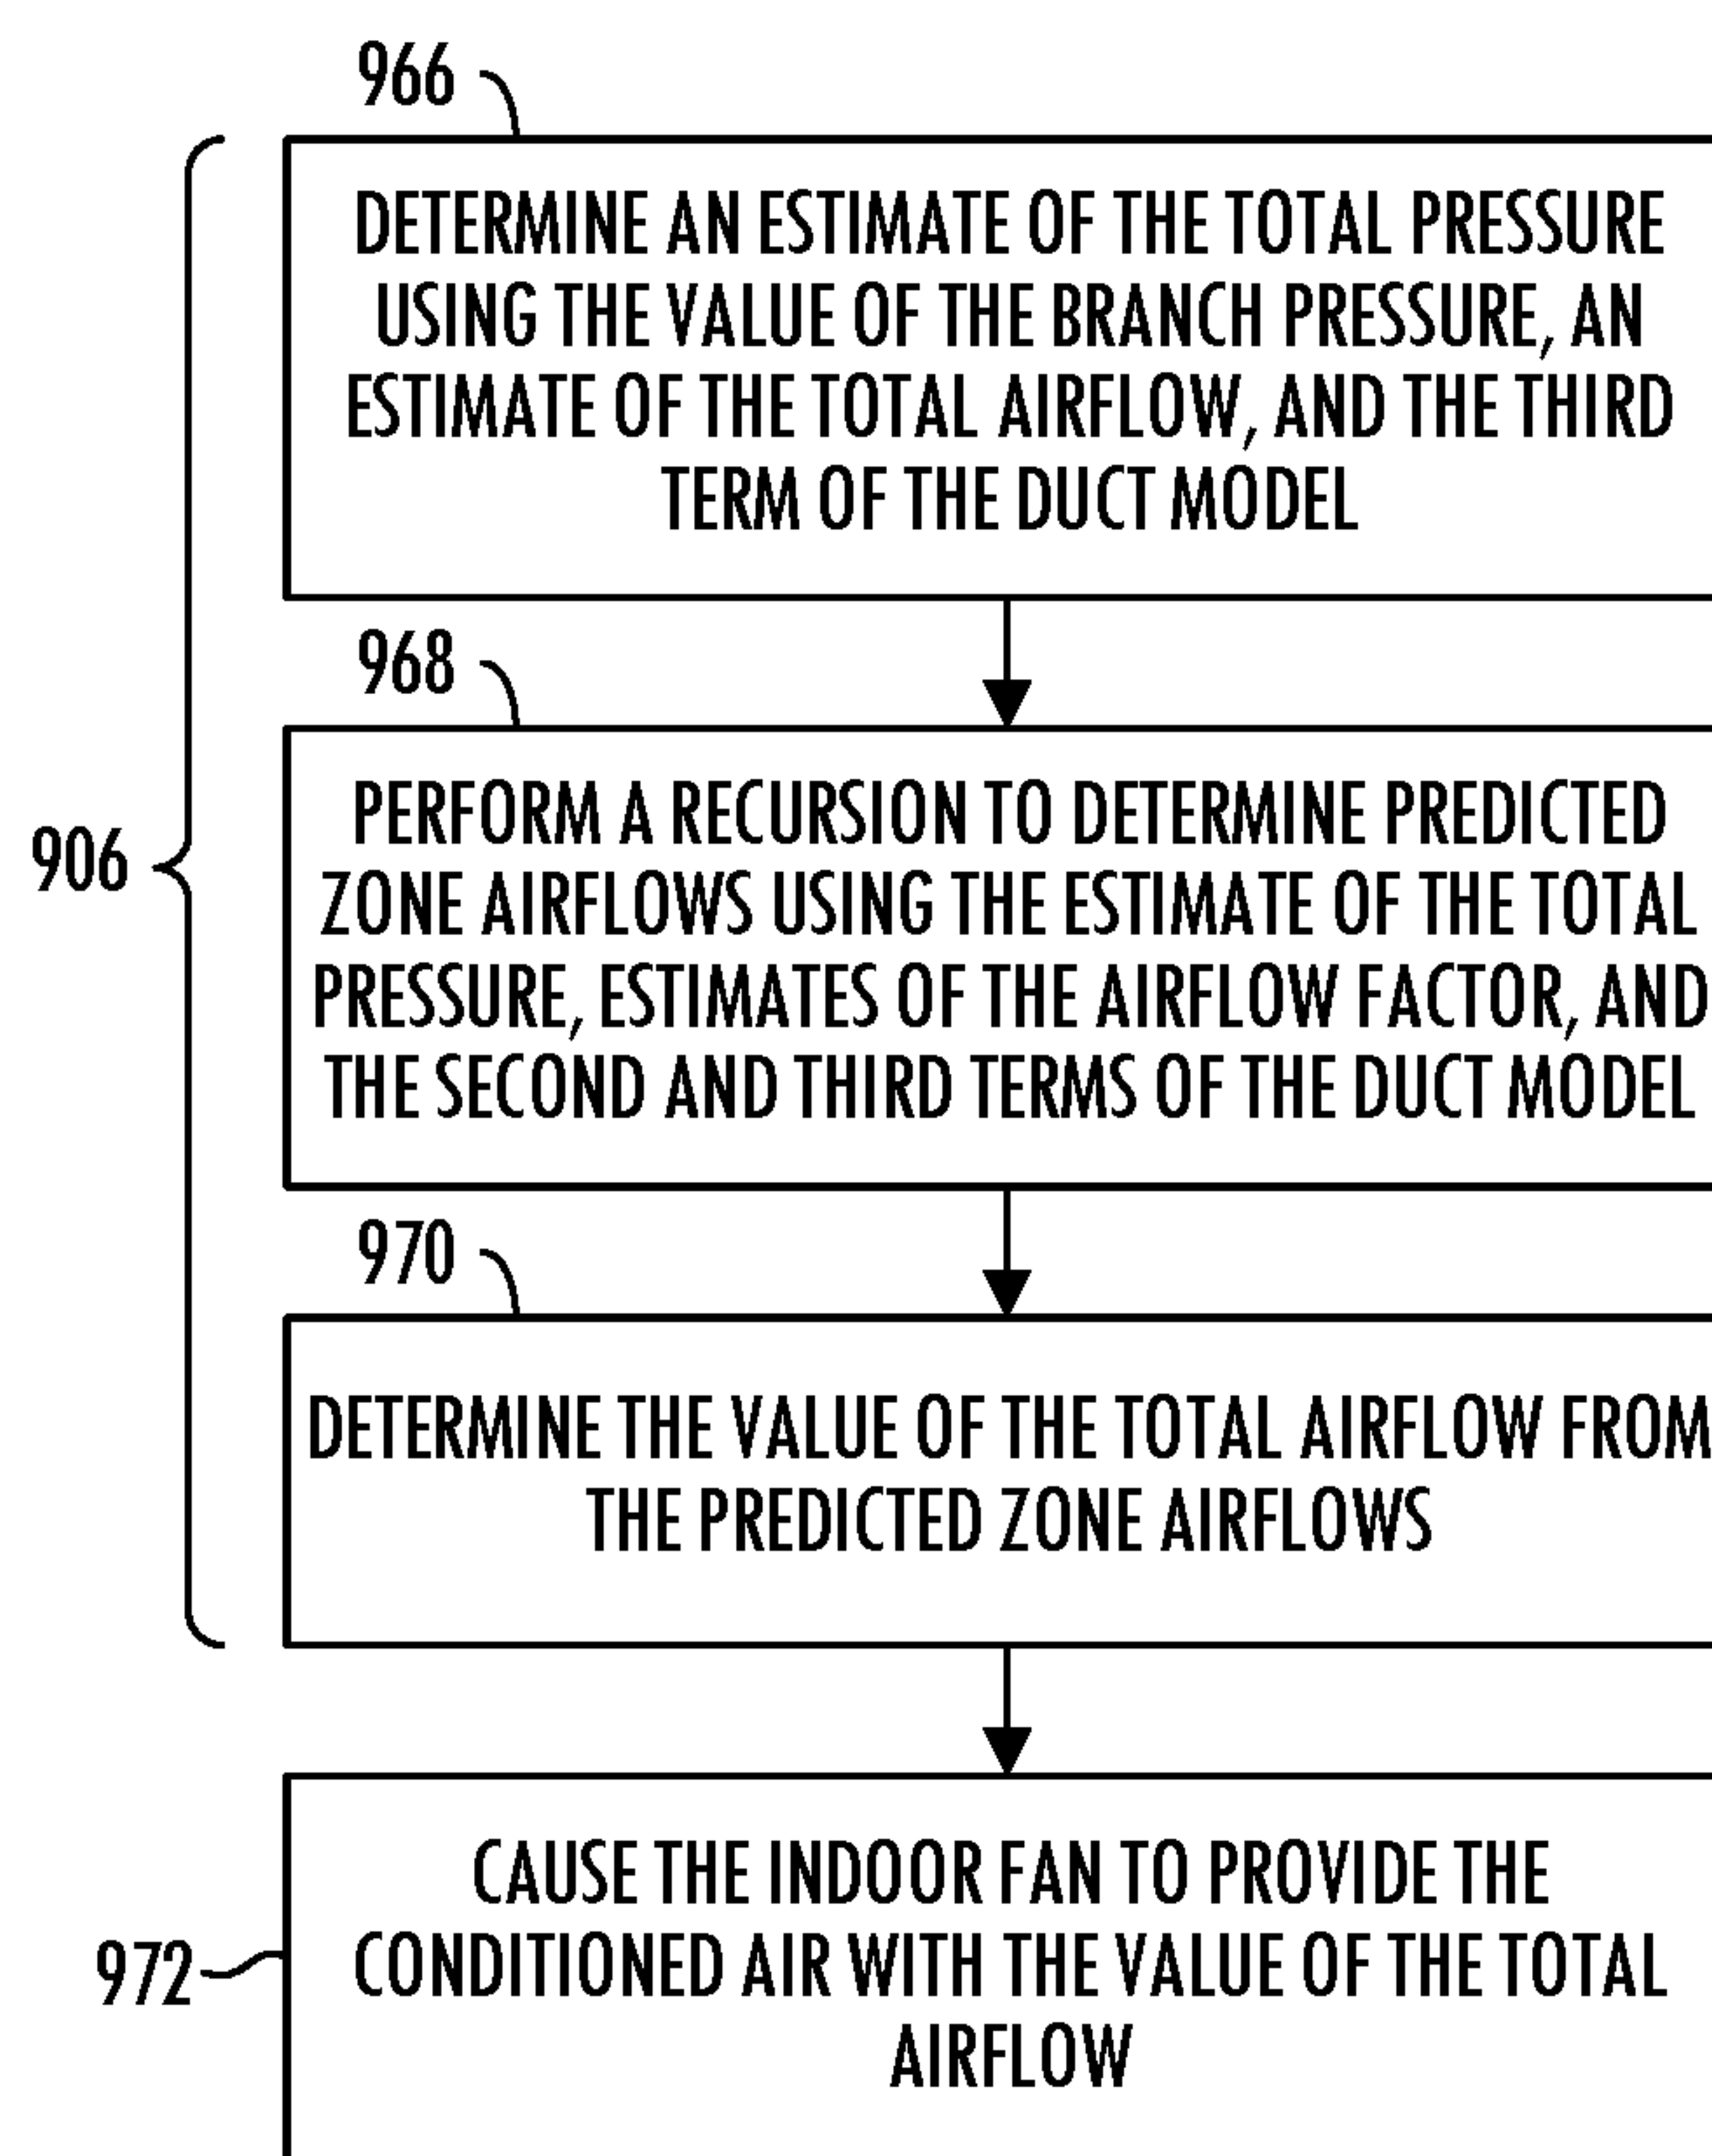 966
DETERMINE AN ESTIMATE OF THE TOTAL PRESSURE
USING THE VALUE OF THE BRANCH PRESSURE, AN
ESTIMATE OF THE TOTAL AIRFLOW, AND THE THIRD
TERM OF THE DUCT MODEL
968
PERFORM A RECURSION TO DETERMINE PREDICTED
ZONE AIRFLOWS USING THE ESTIMATE OF THE TOTAL
PRESSURE, ESTIMATES OF THE AIRFLOW FACTOR, AND
THE SECOND AND THIRD TERMS OF THE DUCT MODEL
906
970
DETERMINE THE VALUE OF THE TOTAL AIRFLOW FROM
THE PREDICTED ZONE AIRFLOWS
CAUSE THE INDOOR FAN TO PROVIDE THE
CONDITIONED AIR WITH THE VALUE OF THE TOTAL
AIRFLOW
972